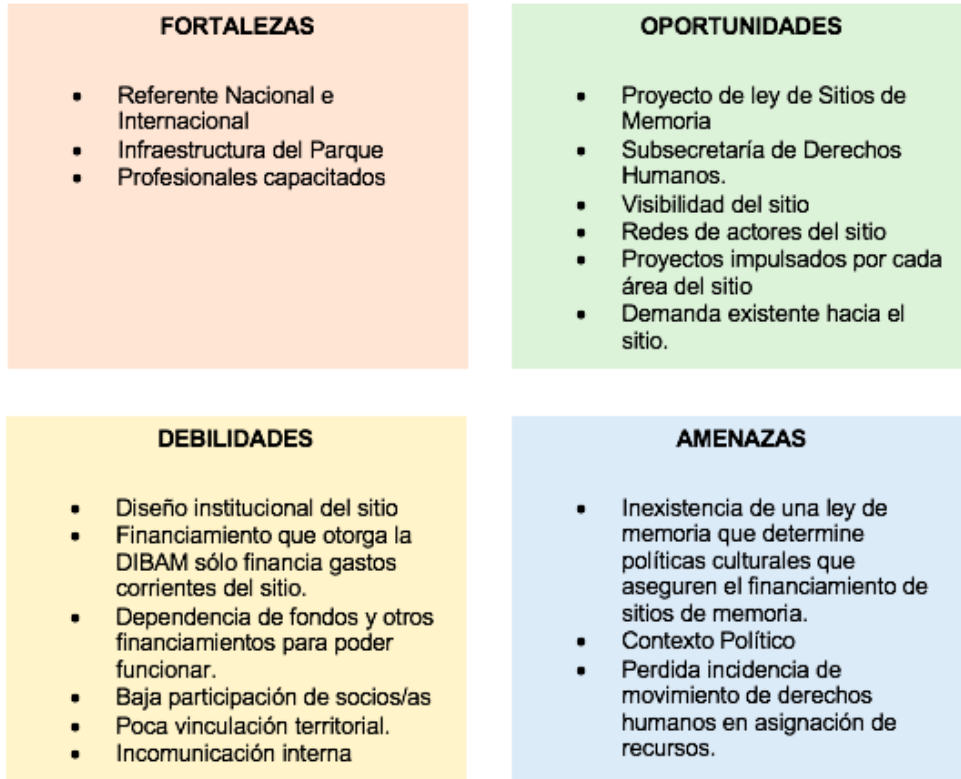 FORTALEZAS
• Referente Nacional e
Internacional
• Infraestructura del Parque
• Profesionales capacitados
OPORTUNIDADES
• Proyecto de ley de Sitios de
Memoria
• Subsecretaría de Derechos
Humanos.
• Visibilidad del sitio
• Redes de actores del sitio
• Proyectos impulsados por cada
área del sitio
• Demanda existente hacia el
sitio.
DEBILIDADES
• Diseño institucional del sitio
• Financiamiento que otorga la
DIBAM sólo financia gastos
corrientes del sitio.
• Dependencia de fondos y otros
financiamientos para poder
funcionar.
• Baja participación de socios/as
• Poca vinculación territorial.
• Incomunicación interna
AMENAZAS
• Inexistencia de una ley de
memoria que determine
políticas culturales que
aseguren el financiamiento de
sitios de memoria.
• Contexto Político
• Perdida incidencia de
movimiento de derechos
humanos en asignación de
recursos.